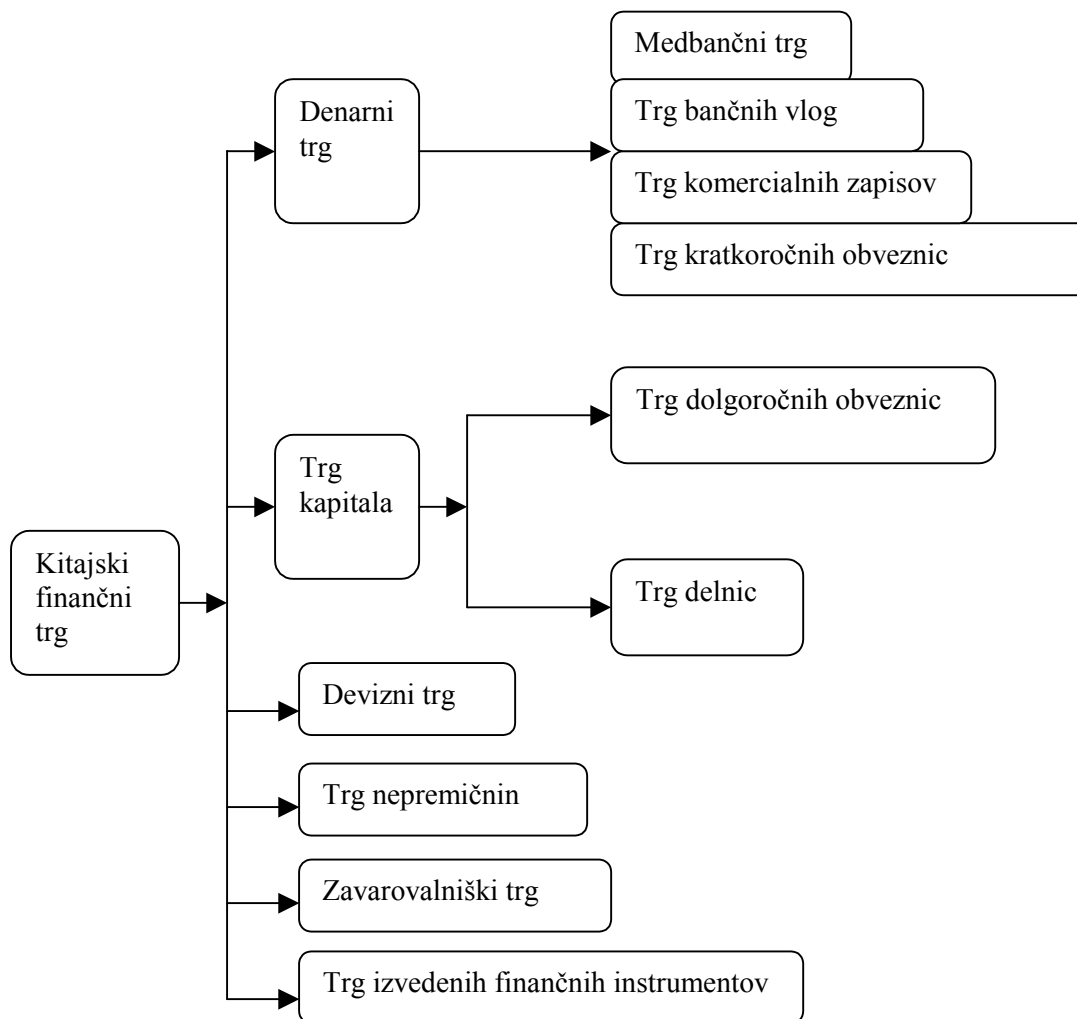 Medbančni trg
Denarni
trg
Trg bančnih vlog
Trg komercialnih zapisov
Trg kratkoročnih obveznic
Trg dolgoročnih obveznic
Trg
kapitala
Kitajski
finančni
trg
Trg delnic
Devizni trg
Trg nepremičnin
Zavarovalniški trg
Trg izvedenih finančnih instrumentov